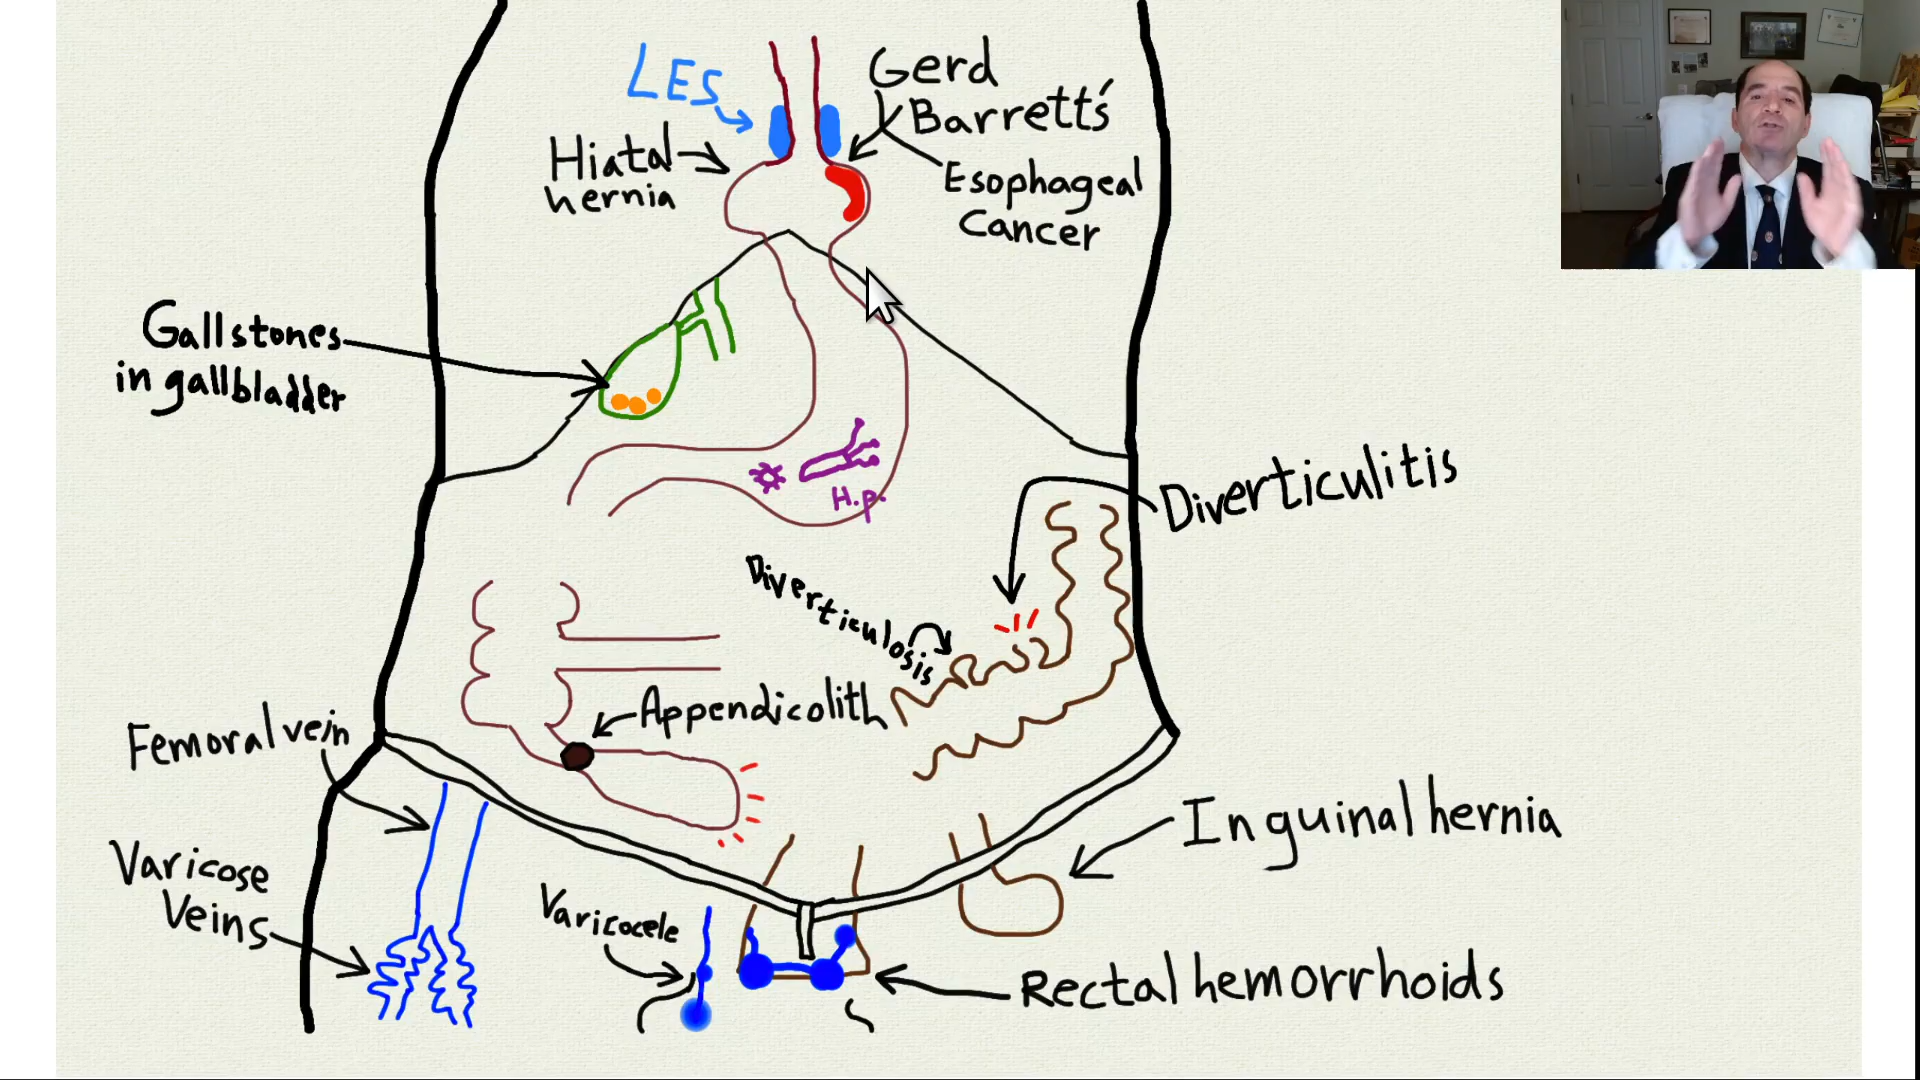 LES
Gerd
Barrett's
Esophageal
Cancer
Hiatal
hernia
Gallstones
in gallbladder
H.p.
Diverticulitis
Diverticulosis
Appendicolith
Femoral vein
Varicose
Veins
Varicocele
Inguinal hernia
Rectal hemorrhoids